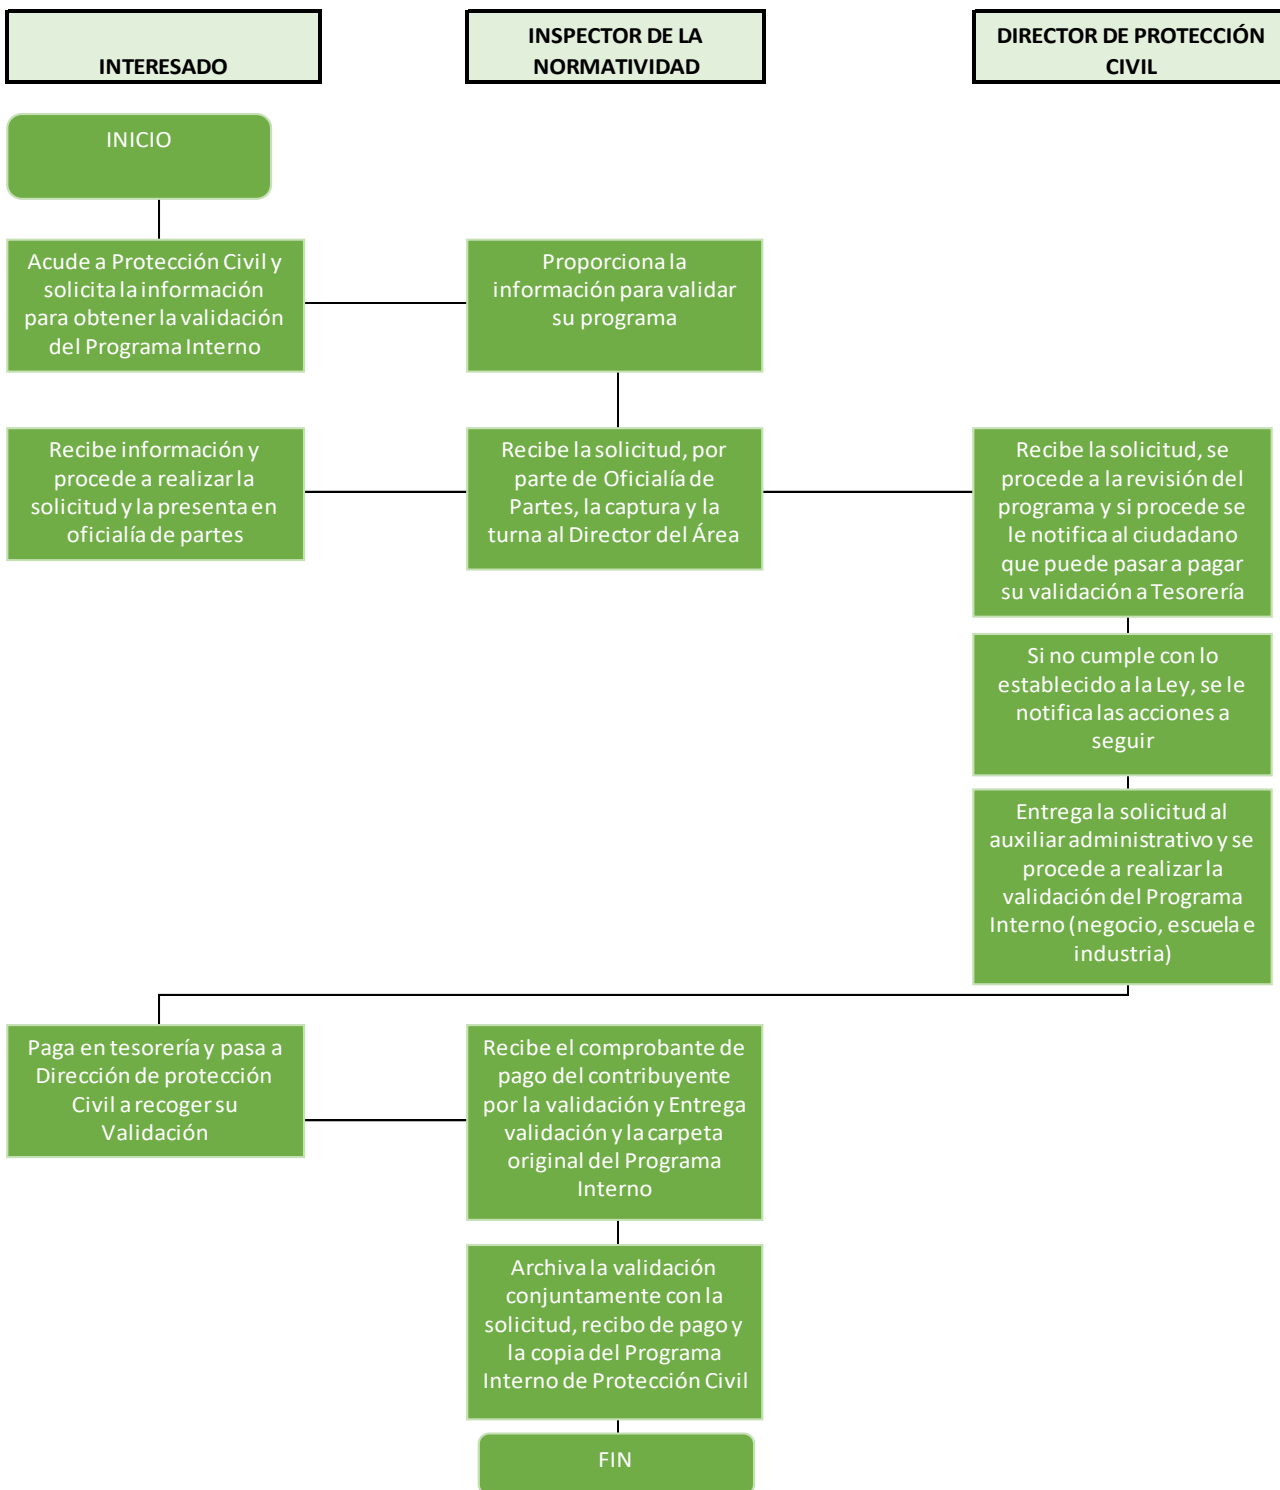 INTERESADO
INSPECTOR DE LA
NORMATIVIDAD
DIRECTOR DE PROTECCIÓN
CIVIL
INICIO
Acude a Protección Civil y
solicita la información
para obtener la validación
del Programa Interno
Proporciona la
información para validar
su programa
Recibe información y
procede a realizar la
solicitud y la presenta en
oficialía de partes
Recibe la solicitud, por
parte de Oficialía de
Partes, la captura y la
turna al Director del Área
Recibe la solicitud, se
procede a la revisión del
programa y si procede se
le notifica al ciudadano
que puede pasar a pagar
su validación a Tesorería
Si no cumple con lo
establecido a la Ley, se le
notifica las acciones a
seguir
Entrega la solicitud al
auxiliar administrativo y se
procede a realizar la
validación del Programa
Interno (negocio, escuela e
industria)
Paga en tesorería y pasa a
Dirección de protección
Civil a recoger su
Validación
Recibe el comprobante de
pago del contribuyente
por la validación y Entrega
validación y la carpeta
original del Programa
Interno
Archiva la validación
conjuntamente con la
solicitud, recibo de pago y
la copia del Programa
Interno de Protección Civil
FIN